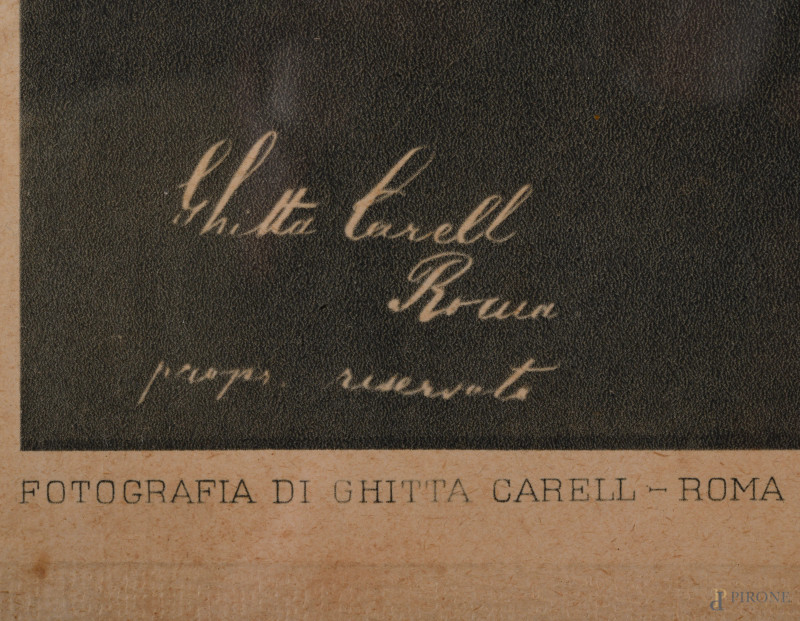 Ghitta Carell
Roma
propr. riservata
FOTOGRAFIA DI GHITTA CARELL - ROMA
PIRONE